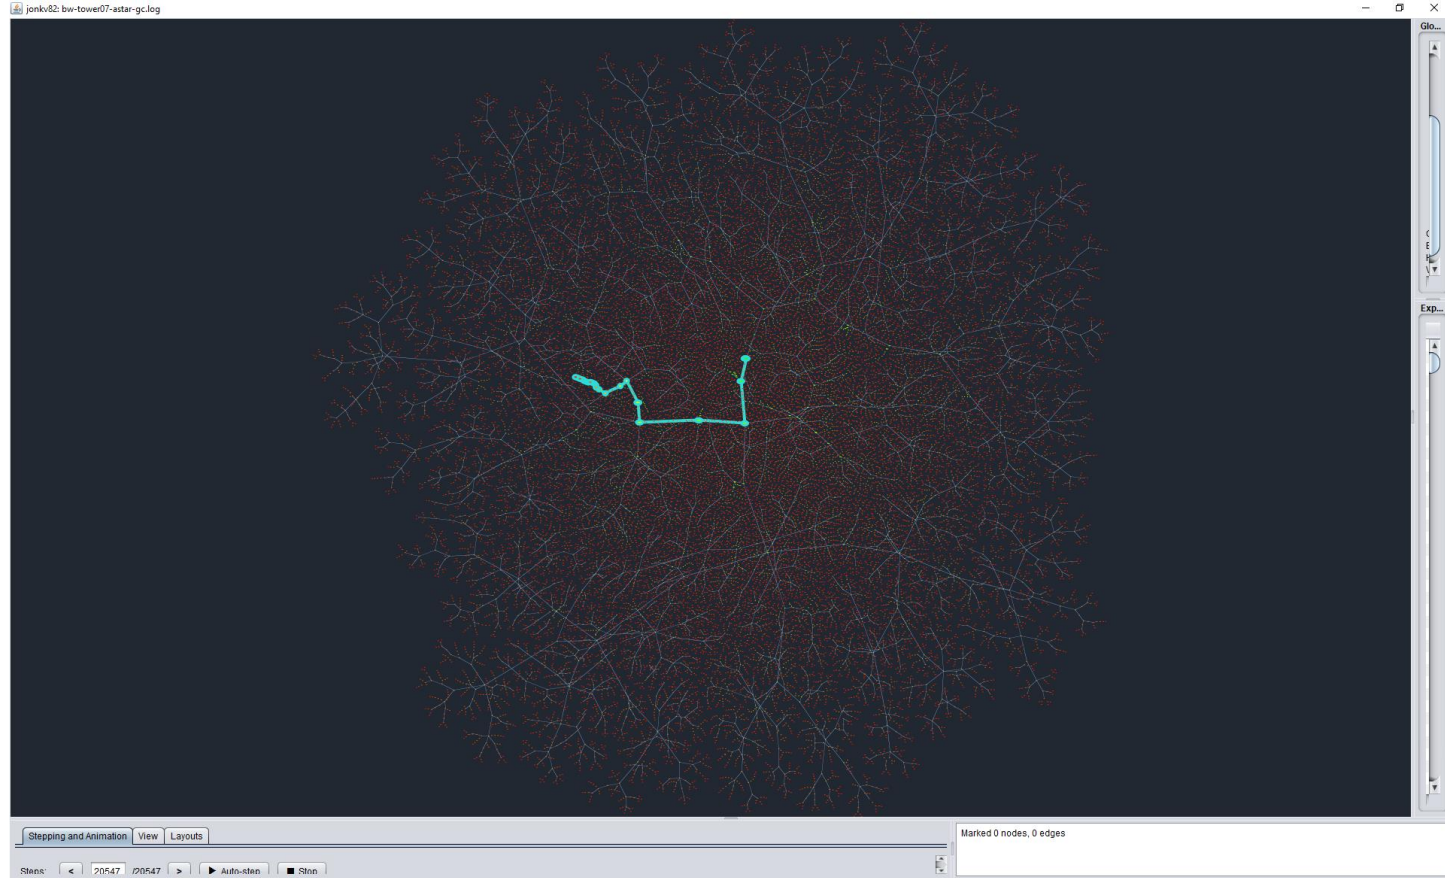 jonkv82: bw-tower07-astar-gc.log
Glo...
Exp...
Stepping and Animation View Layouts
Steps: < 20547 /20547 > Auto-step Stop
Marked 0 nodes, 0 edges